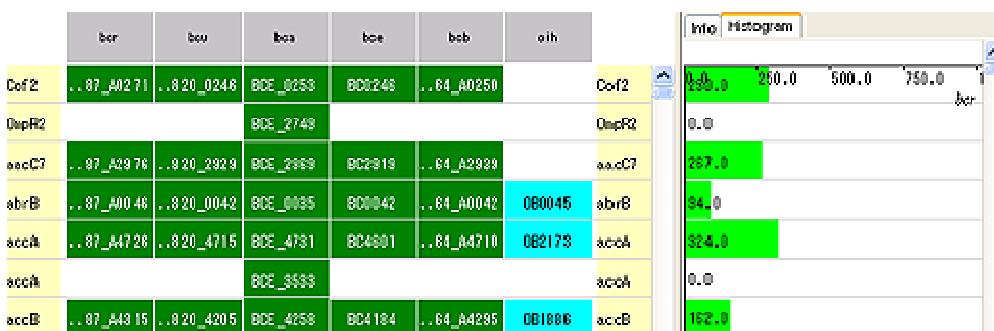 bcr bcu bca bce bcb oih Info Histogram
Cof2 ..87_A0271 ..820_0246 BCE_0253 BC0246 ..64_A0250 Cof2 250.0 500.0 750.0
bcr
OmpR2 BCE_2749 OmpR2 0.0
aacC7 ..87_A2976 ..820_2929 BCE_2969 BC2919 ..64_A2939 aacC7 267.0
abrB ..87_A0046 ..820_0042 BCE_0035 BC0042 ..64_A0042 OB0045 abrB 94.0
accA ..87_A4726 ..820_4715 BCE_4731 BC4601 ..64_A4710 OB2173 accA 324.0
accA BCE_3533 accA 0.0
accB ..87_A4315 ..820_4205 BCE_4258 BC4184 ..64_A4295 OB1886 accB 162.0